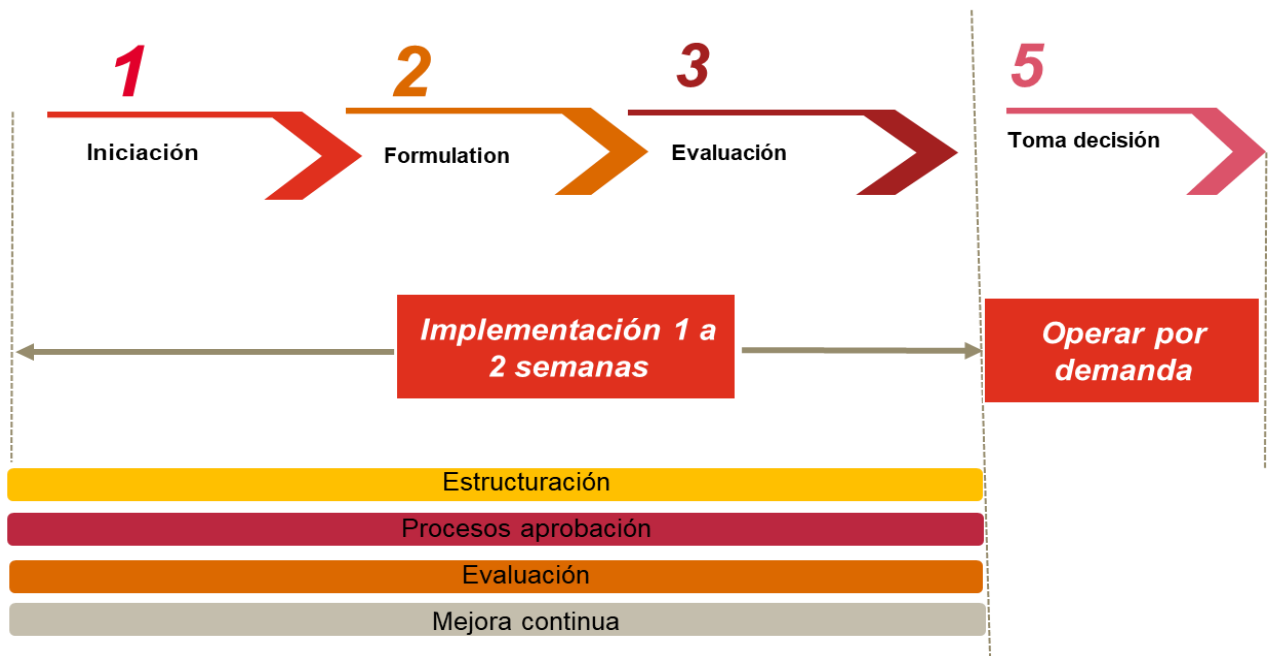 1
2
3
5
Iniciación
Formulation
Evaluación
Toma decisión
Implementación 1 a
2 semanas
Operar por
demanda
Estructuración
Procesos aprobación
Evaluación
Mejora continua